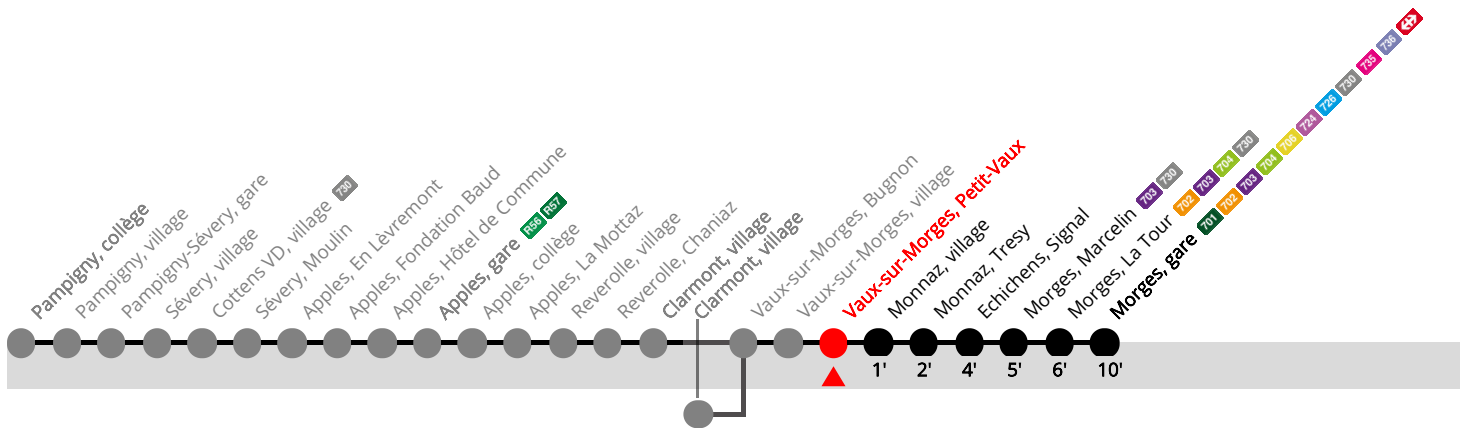 Pampigny, collège
Pampigny, village
Pampigny-Sévery, gare
Sévery, village
Cottens VD, village 730
Sévery, Moulin
Apples, En Lèvremont
Apples, Fondation Baud
Apples, Hôtel de Commune
Apples, gare R56 R57
Apples, collège
Apples, La Mottaz
Reverolle, village
Reverolle, Chaniaz
Clarmont, village
Clarmont, village
Vaux-sur-Morges, Bugnon
Vaux-sur-Morges, village
Vaux-sur-Morges, Petit-Vaux
Monnaz, village
Monnaz, Tresy
Echichens, Signal
Morges, Marcelin 703 730
Morges, La Tour 702 703 704 730
Morges, gare 701 702 703 704 706 724 726 730 735 736
1' 2' 4' 5' 6' 10'